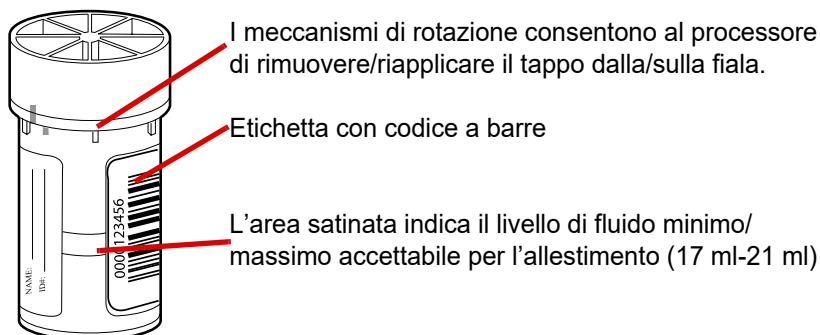 I meccanismi di rotazione consentono al processore
di rimuovere/riapplicare il tappo dalla/sulla fiala.
Etichetta con codice a barre
L’area satinata indica il livello di fluido minimo/
massimo accettabile per l’allestimento (17 ml-21 ml)
NAME:
ID#:
0000123456